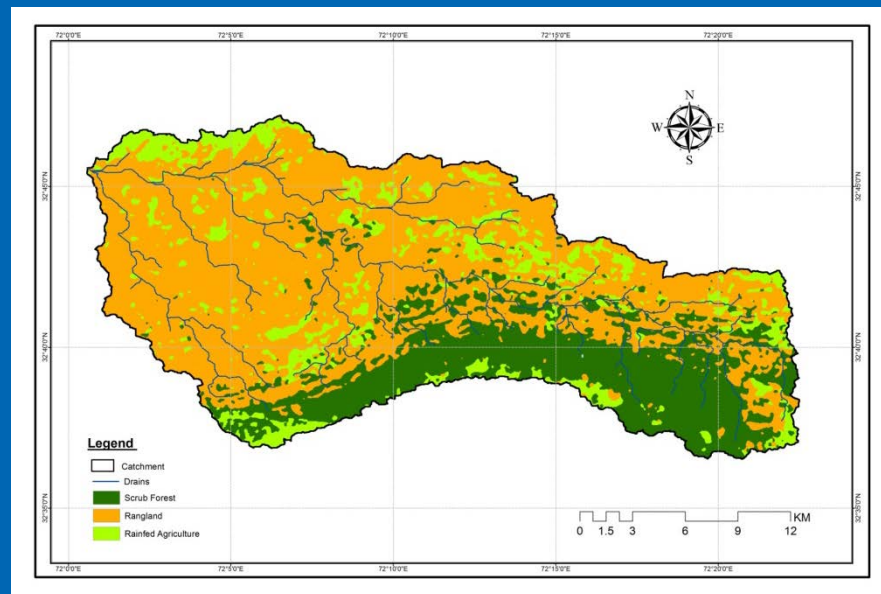 72°0'0"E 72°5'0"E 72°10'0"E 72°15'0"E 72°20'0"E
N
W E
S
32°45'0"N 32°45'0"N
32°40'0"N 32°40'0"N
32°35'0"N 32°35'0"N
Legend
Catchment
Drains
Scrub Forest
Rangland
Rainfed Agriculture
KM
0 1.5 3 6 9 12
72°0'0"E 72°5'0"E 72°10'0"E 72°15'0"E 72°20'0"E